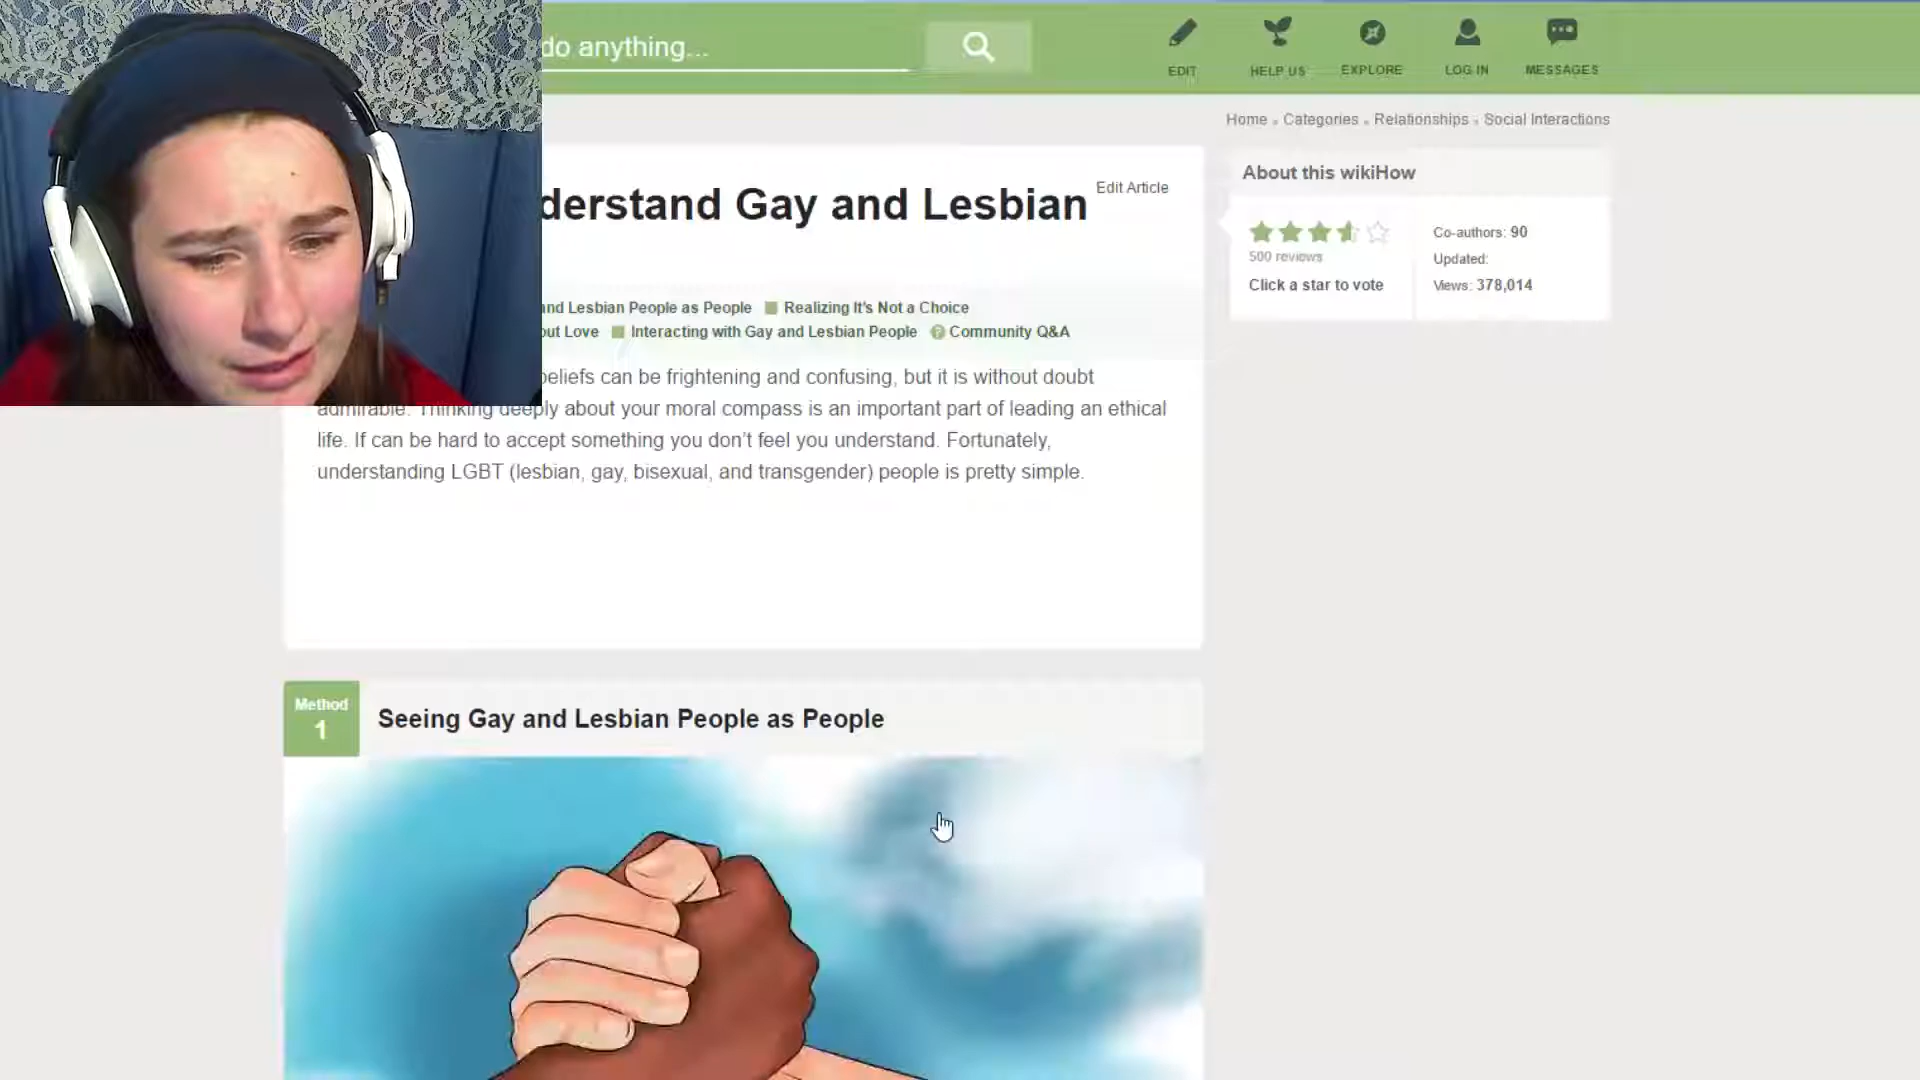 do anything...
EDIT
HELP US
EXPLORE
LOG IN
MESSAGES
Home
Categories
Relationships
Social Interactions
derstand Gay and Lesbian
Edit Article
About this wikiHow
500 reviews
Click a star to vote
Co-authors: 90
Updated:
Views: 378,014
nd Lesbian People as People
Realizing It's Not a Choice
out Love
Interacting with Gay and Lesbian People
Community Q&A
beliefs can be frightening and confusing, but it is without doubt
admirable. Thinking deeply about your moral compass is an important part of leading an ethical
life. If can be hard to accept something you don't feel you understand. Fortunately,
understanding LGBT (lesbian, gay, bisexual, and transgender) people is pretty simple.
Method
1
Seeing Gay and Lesbian People as People